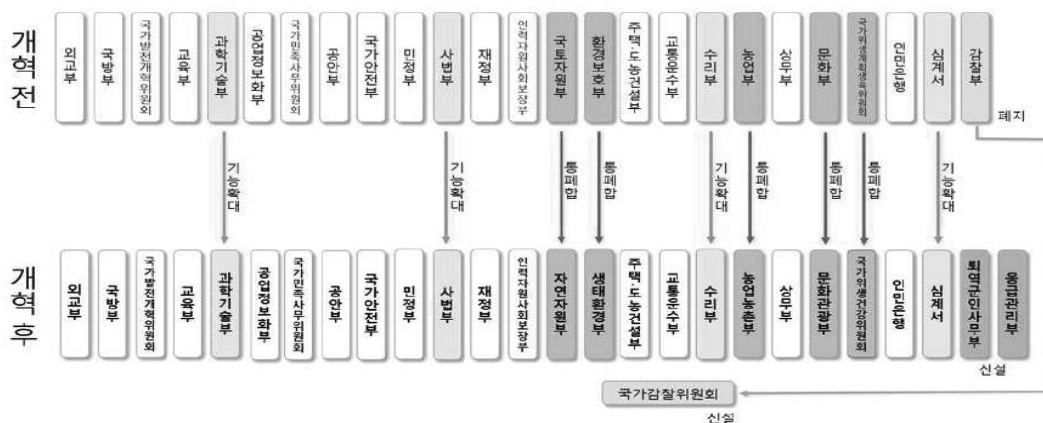 개혁전
외교부
국방부
국가발전개혁위원회
교육부
과학기술부
공업정보화부
국가민족사무위원회
공안부
국가안전부
민정부
사법부
재정부
인력자원사회보장부
국토자원부
환경보호부
주택·도농건설부
교통운수부
수리부
농업부
상무부
문화부
국가위생계획생육위원회
인민은행
심계서
감찰부
폐지
기능확대
기능확대
통폐합
통폐합
기능확대
통폐합
통폐합
통폐합
기능확대
개혁후
외교부
국방부
국가발전개혁위원회
교육부
과학기술부
공업정보화부
국가민족사무위원회
공안부
국가안전부
민정부
사법부
재정부
인력자원사회보장부
자연자원부
생태환경부
주택·도농건설부
교통운수부
수리부
농업농촌부
상무부
문화관광부
국가위생건강위원회
인민은행
심계서
퇴역군인사무부
응급관리부
신설
국가감찰위원회
신설